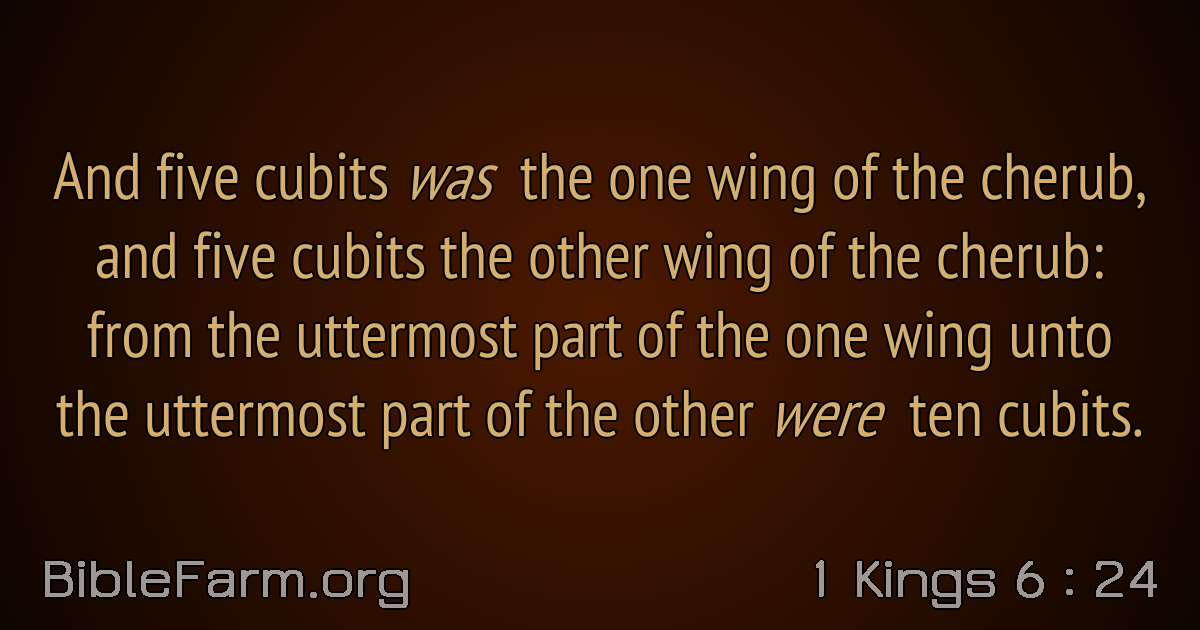 And five cubits was the one wing of the cherub,
and five cubits the other wing of the cherub:
from the uttermost part of the one wing unto
the uttermost part of the other were ten cubits.
BibleFarm.org
1 Kings 6 : 24